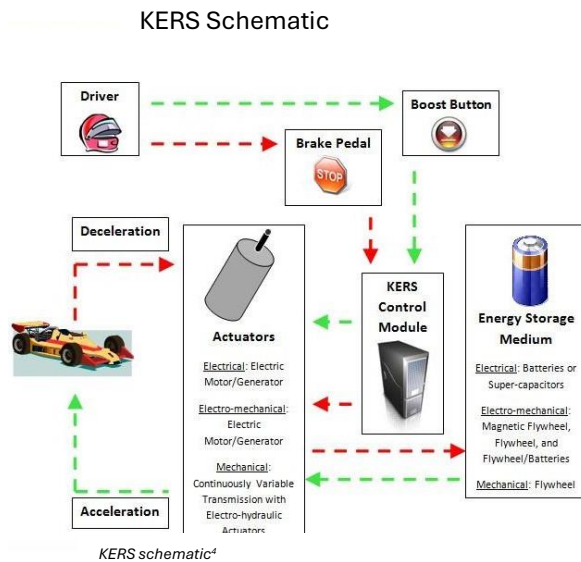 KERS Schematic
Driver
Boost Button
Brake Pedal
STOP
Deceleration
Actuators
Electrical: Electric
Motor/Generator
Electro-mechanical:
Electric
Motor/Generator
Mechanical:
Continuously Variable
Transmission with
Electro-hydraulic
Actuators
KERS
Control
Module
Energy Storage
Medium
Electrical: Batteries or
Super-capacitors
Electro-mechanical:
Magnetic Flywheel,
Flywheel, and
Flywheel/Batteries
Mechanical: Flywheel
Acceleration
KERS schematic⁴